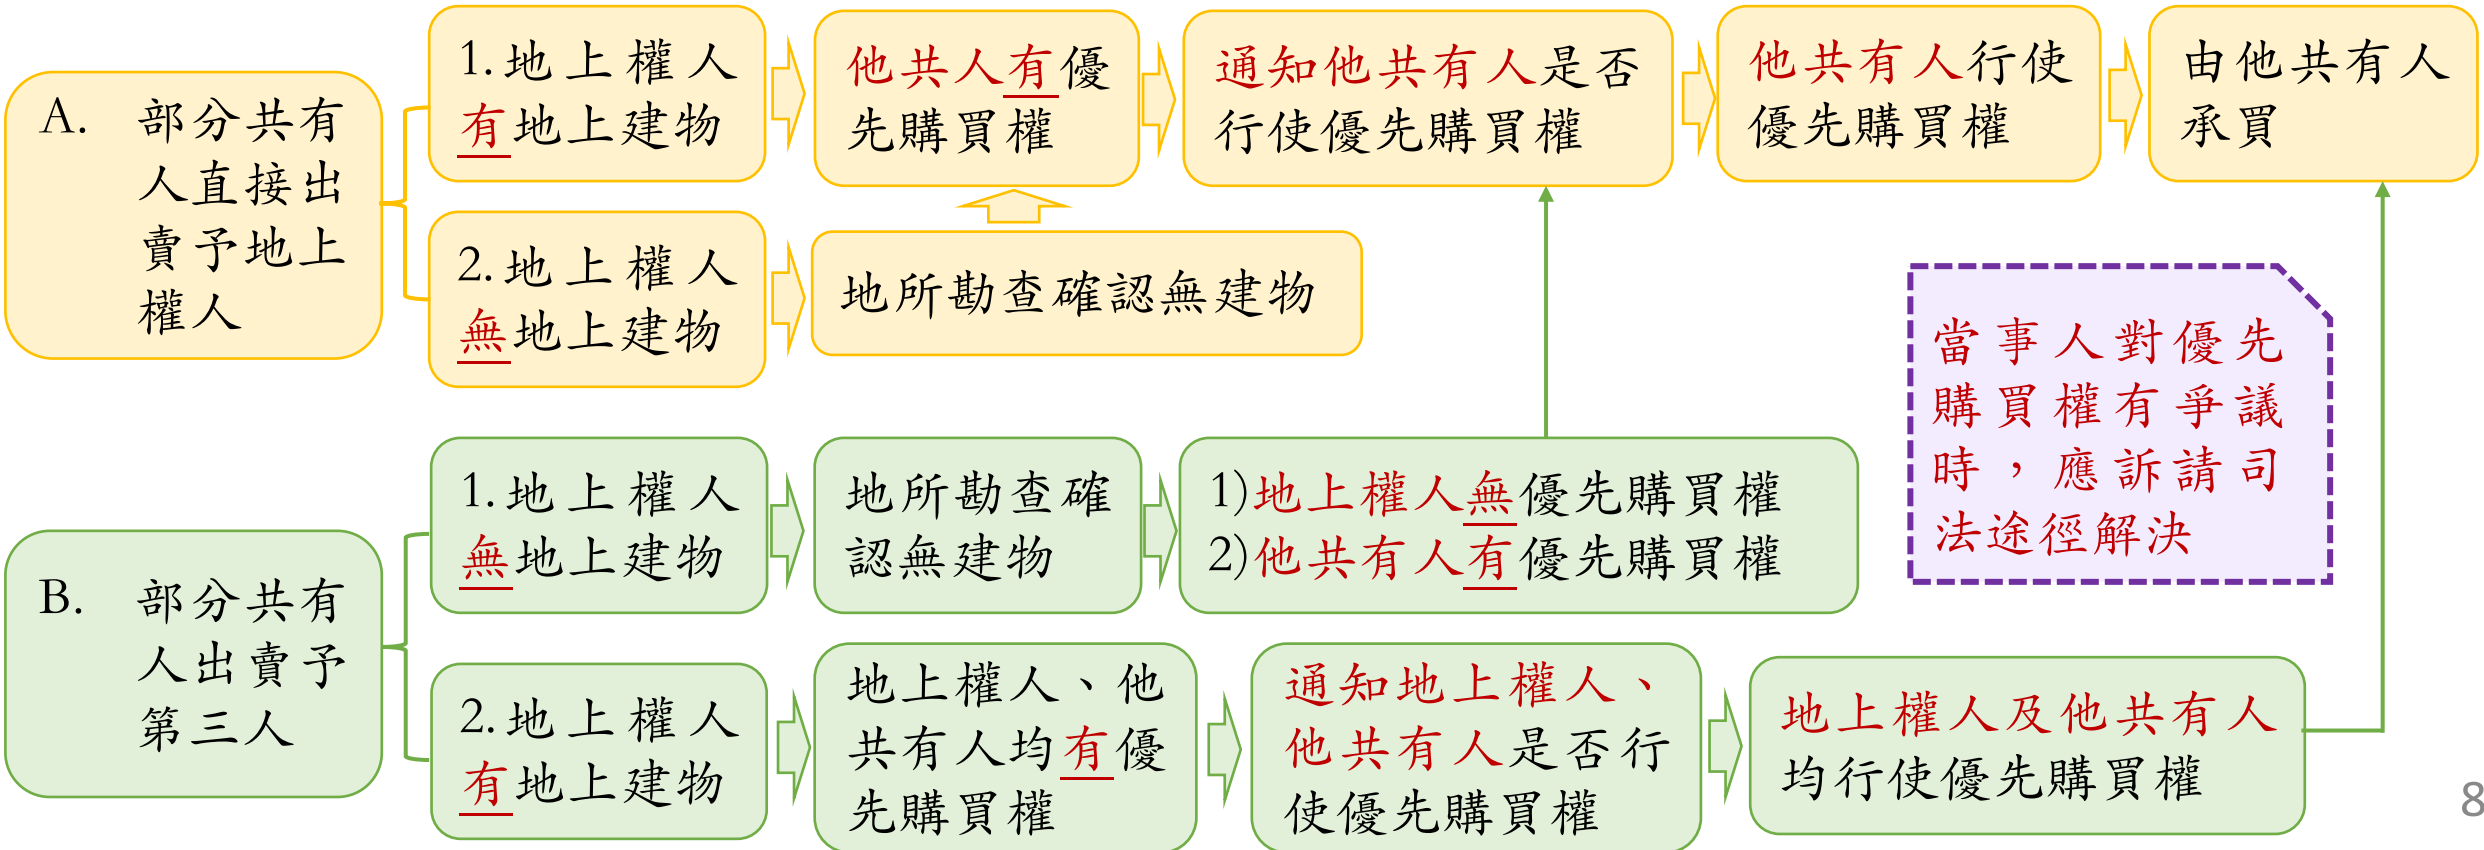 A. 部分共有
人直接出
賣予地上
權人
1.地上權人
有地上建物
他共人有優
先購買權
通知他共有人是否
行使優先購買權
他共有人行使
優先購買權
由他共有人
承買
2.地上權人
無地上建物
地所勘查確認無建物
當事人對優先
購買權有爭議
時，應訴請司
法途徑解決
B. 部分共有
人出賣予
第三人
1.地上權人
無地上建物
地所勘查確
認無建物
1)地上權人無優先購買權
2)他共有人有優先購買權
2.地上權人
有地上建物
地上權人、他
共有人均有優
先購買權
通知地上權人、
他共有人是否行
使優先購買權
地上權人及他共有人
均行使優先購買權
8